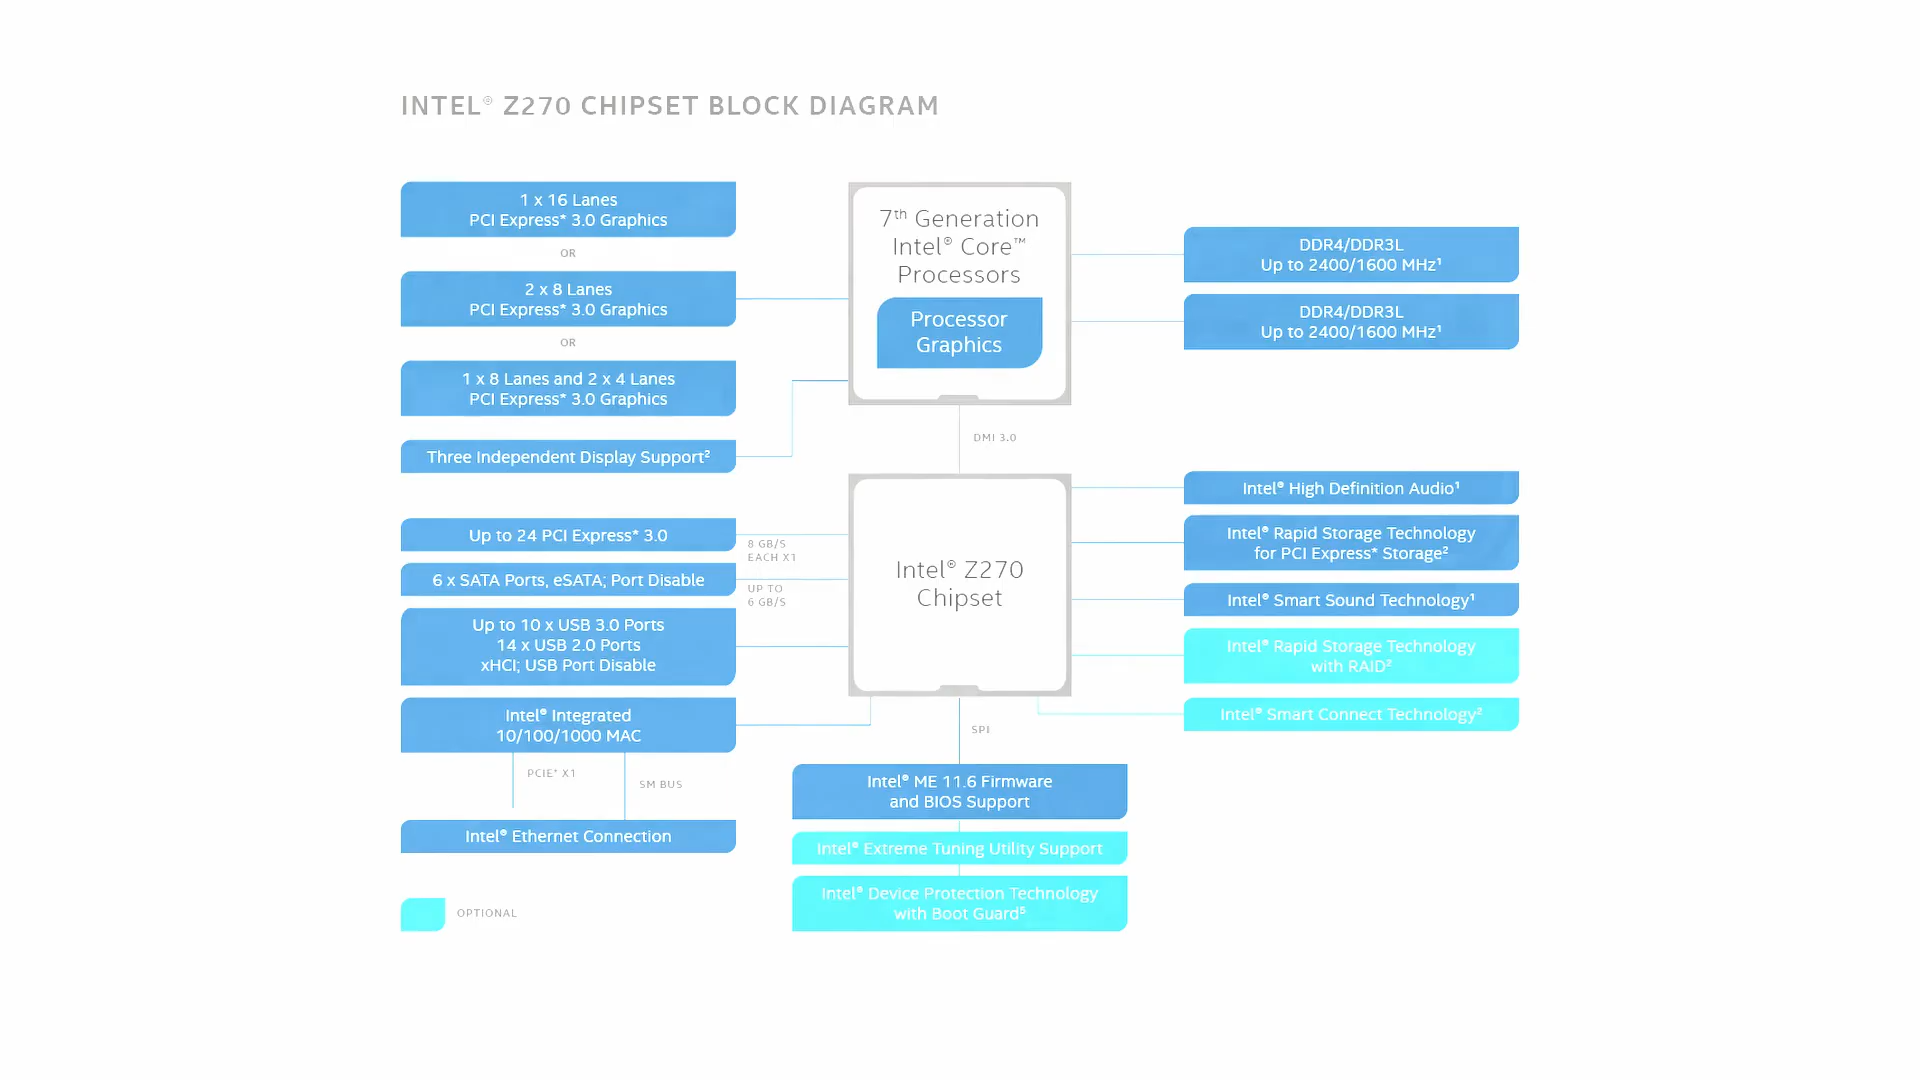 INTEL® Z270 CHIPSET BLOCK DIAGRAM
1 x 16 Lanes
PCI Express* 3.0 Graphics
OR
2 x 8 Lanes
PCI Express* 3.0 Graphics
OR
1 x 8 Lanes and 2 x 4 Lanes
PCI Express* 3.0 Graphics
Three Independent Display Support²
7th Generation
Intel® Core™
Processors
Processor
Graphics
DDR4/DDR3L
Up to 2400/1600 MHz¹
DDR4/DDR3L
Up to 2400/1600 MHz¹
DMI 3.0
Up to 24 PCI Express* 3.0
8 GB/S
EACH X1
6 x SATA Ports, eSATA; Port Disable
UP TO
6 GB/S
Up to 10 x USB 3.0 Ports
14 x USB 2.0 Ports
xHCI; USB Port Disable
Intel® Integrated
10/100/1000 MAC
PCIE* X1
SM BUS
Intel® Ethernet Connection
Intel® Z270
Chipset
Intel® High Definition Audio¹
Intel® Rapid Storage Technology
for PCI Express* Storage²
Intel® Smart Sound Technology¹
Intel® Rapid Storage Technology
with RAID²
Intel® Smart Connect Technology²
SPI
Intel® ME 11.6 Firmware
and BIOS Support
Intel® Extreme Tuning Utility Support
Intel® Device Protection Technology
with Boot Guard⁵
OPTIONAL